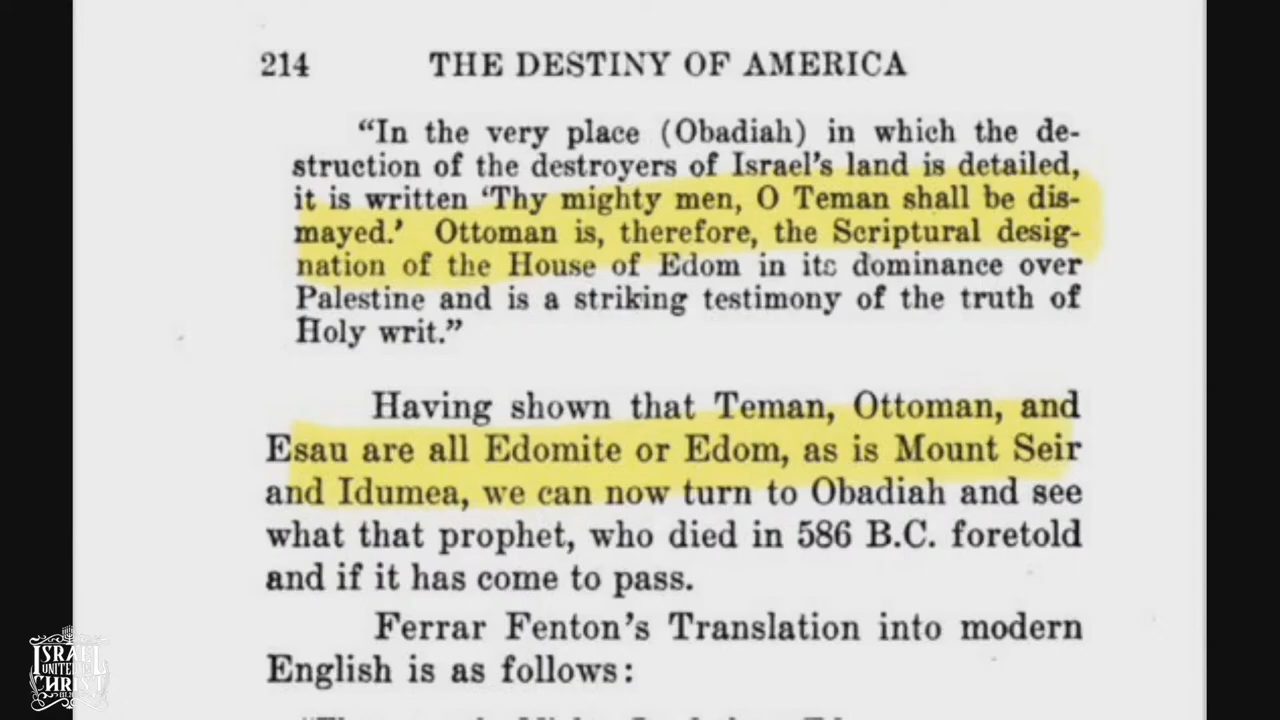 214 THE DESTINY OF AMERICA
“In the very place (Obadiah) in which the de-
struction of the destroyers of Israel’s land is detailed,
it is written ‘Thy mighty men, O Teman shall be dis-
mayed.’ Ottoman is, therefore, the Scriptural desig-
nation of the House of Edom in its dominance over
Palestine and is a striking testimony of the truth of
Holy writ.”
Having shown that Teman, Ottoman, and
Esau are all Edomite or Edom, as is Mount Seir
and Idumea, we can now turn to Obadiah and see
what that prophet, who died in 586 B.C. foretold
and if it has come to pass.
Ferrar Fenton’s Translation into modern
English is as follows:
ISRAEL
UNITED IN
CHRIST